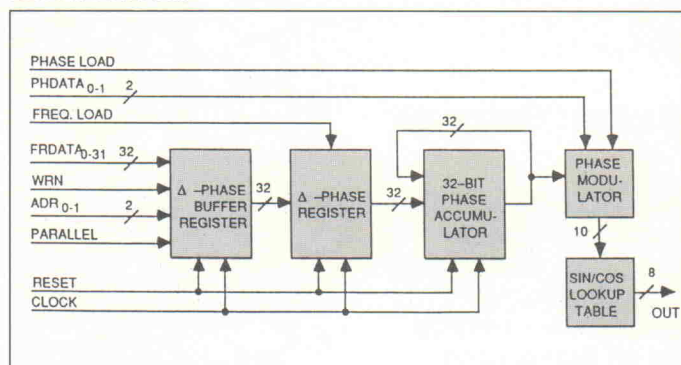 PHASE LOAD
PHDATA0-1
2
FREQ. LOAD
32
FRDATA0-31
32
WRN
ADR0-1
2
PARALLEL
Δ –PHASE
BUFFER
REGISTER
32
Δ –PHASE
REGISTER
32
32–BIT
PHASE
ACCUMU-
LATOR
PHASE
MODU-
LATOR
10
RESET
CLOCK
SIN/COS
LOOKUP
TABLE
8
OUT